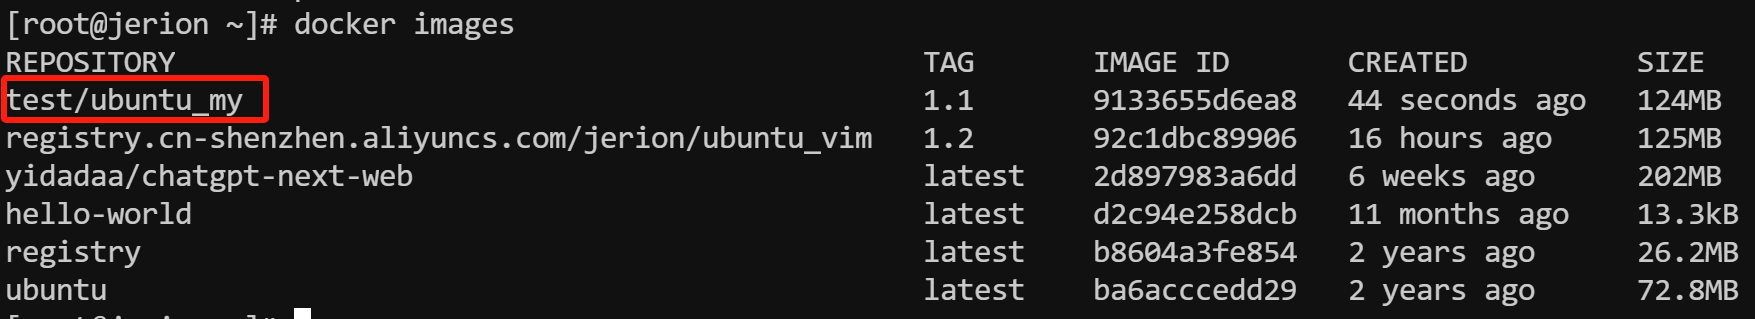 [root@jerion ~]# docker images
REPOSITORY TAG IMAGE ID CREATED SIZE
test/ubuntu_my 1.1 9133655d6ea8 44 seconds ago 124MB
registry.cn-shenzhen.aliyuncs.com/jerion/ubuntu_vim 1.2 92c1dbc89906 16 hours ago 125MB
yidadaa/chatgpt-next-web latest 2d897983a6dd 6 weeks ago 202MB
hello-world latest d2c94e258dcb 11 months ago 13.3kB
registry latest b8604a3fe854 2 years ago 26.2MB
ubuntu latest ba6acccedd29 2 years ago 72.8MB